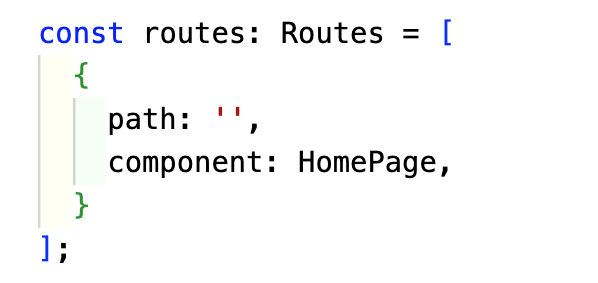 const routes: Routes = [
  {
    path: '',
    component: HomePage,
  }
];